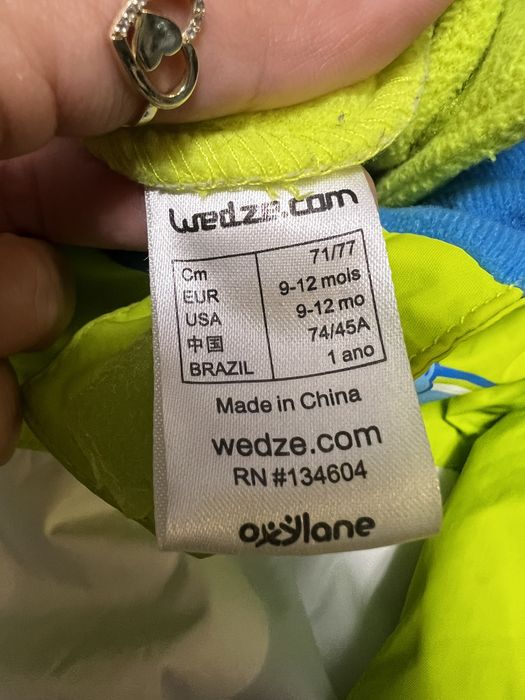 wedze.com
Cm 71/77
EUR 9-12 mois
USA 9-12 mo
中国 74/45A
BRAZIL 1 ano
Made in China
wedze.com
RN #134604
oxylane